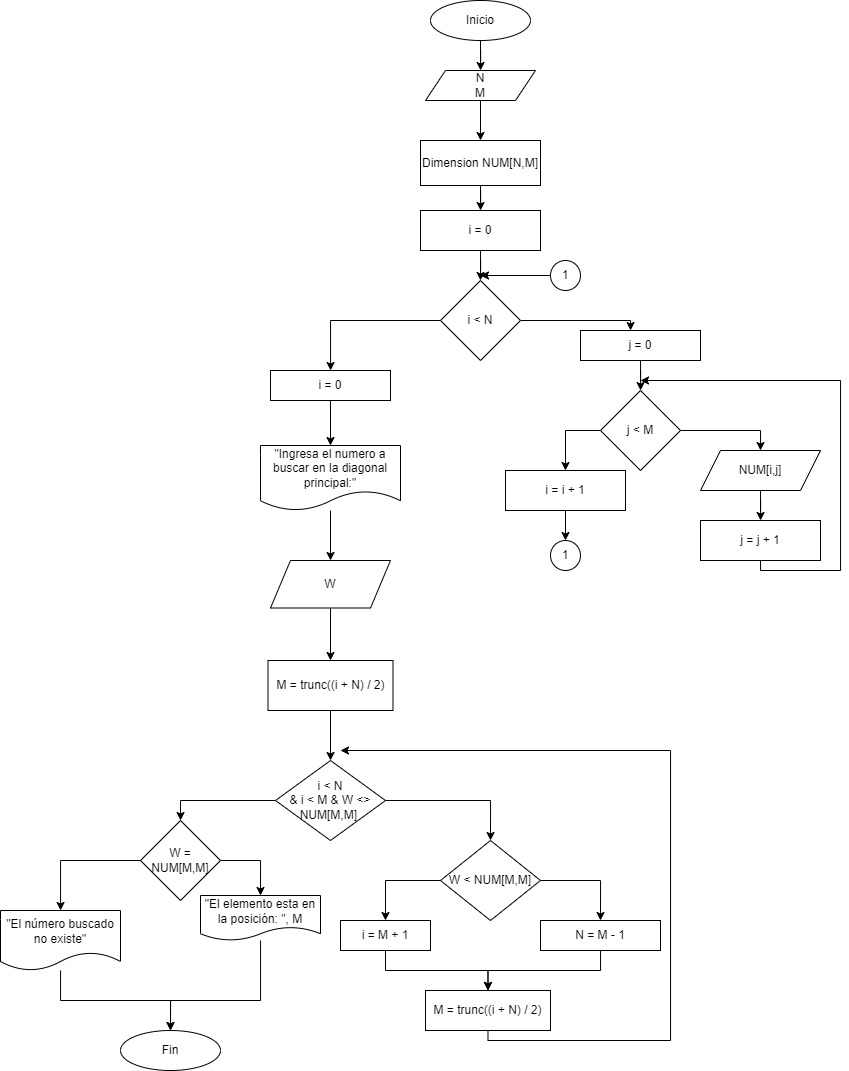 Inicio
N
M
Dimension NUM[N,M]
i = 0
1
i < N
j = 0
i = 0
j < M
"Ingresa el numero a
buscar en la diagonal
principal:"
NUM[i,j]
i = i + 1
j = j + 1
1
W
M = trunc((i + N) / 2)
i < N
& i < M & W <>
NUM[M,M]
W =
NUM[M,M]
W < NUM[M,M]
"El elemento esta en
la posición: ", M
"El número buscado
no existe"
i = M + 1
N = M - 1
M = trunc((i + N) / 2)
Fin